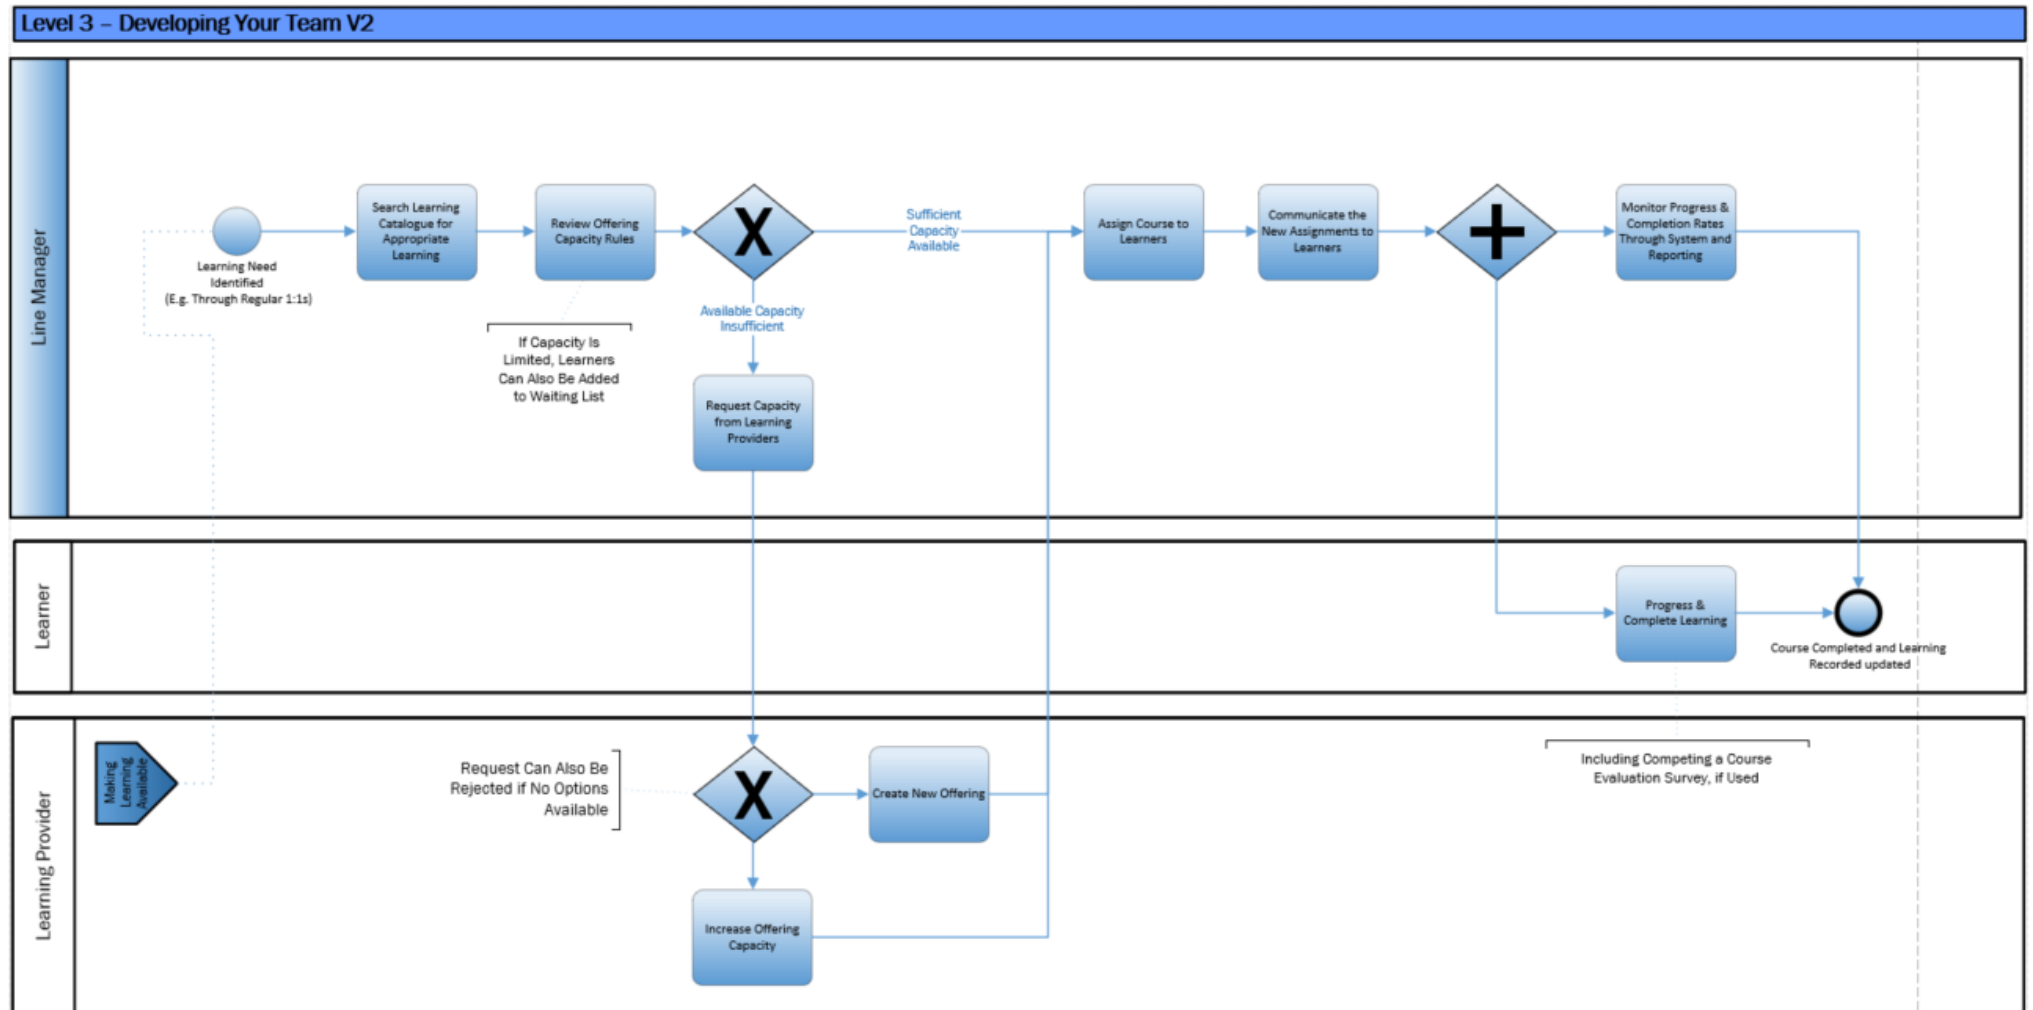 Level 3 – Developing Your Team V2
Line Manager
Learning Need
Identified
(E.g. Through Regular 1:1s)
Search Learning
Catalogue for
Appropriate
Learning
Review Offering
Capacity Rules
If Capacity Is
Limited, Learners
Can Also Be Added
to Waiting List
X
Sufficient
Capacity
Available
Available Capacity
Insufficient
Request Capacity
from Learning
Providers
Assign Course to
Learners
Communicate the
New Assignments to
Learners
Monitor Progress &
Completion Rates
Through System and
Reporting
Learner
Progress &
Complete Learning
Course Completed and Learning
Recorded updated
Including Competing a Course
Evaluation Survey, if Used
Learning Provider
Making
Learning
Available
Request Can Also Be
Rejected if No Options
Available
X
Create New Offering
Increase Offering
Capacity